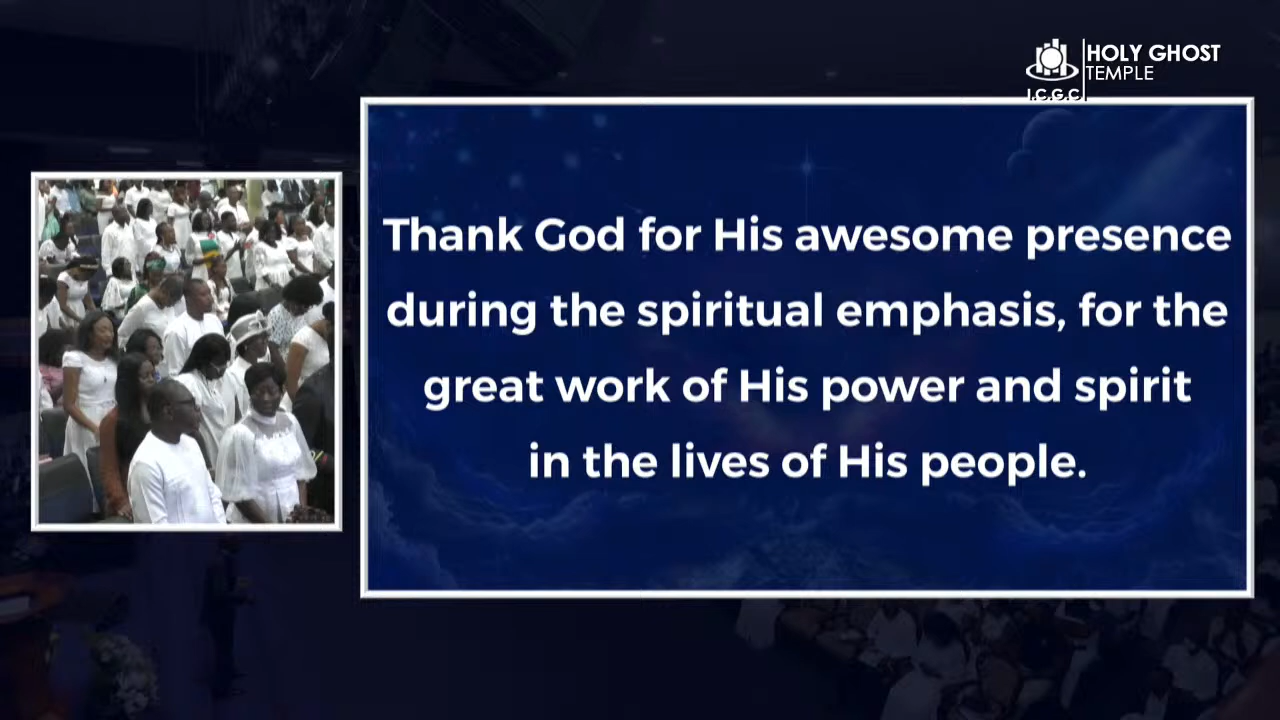 HOLY GHOST
TEMPLE
I.C.G.C
Thank God for His awesome presence
during the spiritual emphasis, for the
great work of His power and spirit
in the lives of His people.